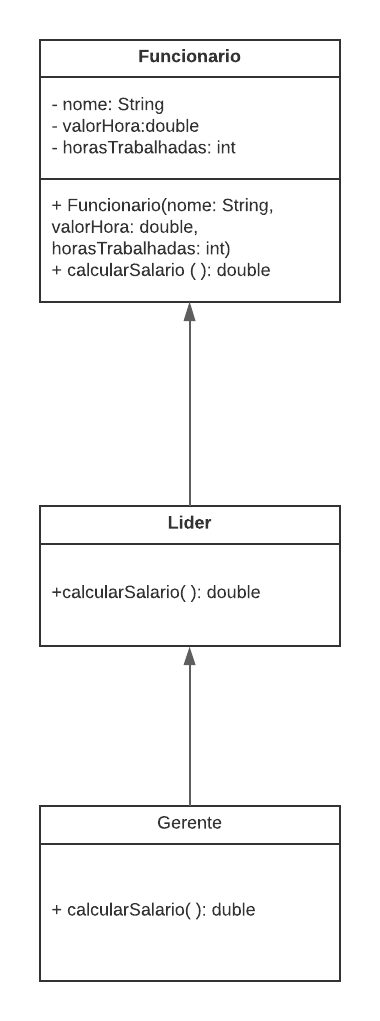 Funcionario
- nome: String
- valorHora:double
- horasTrabalhadas: int
+ Funcionario(nome: String,
valorHora: double,
horasTrabalhadas: int)
+ calcularSalario ( ): double
Lider
+calcularSalario( ): double
Gerente
+ calcularSalario( ): duble